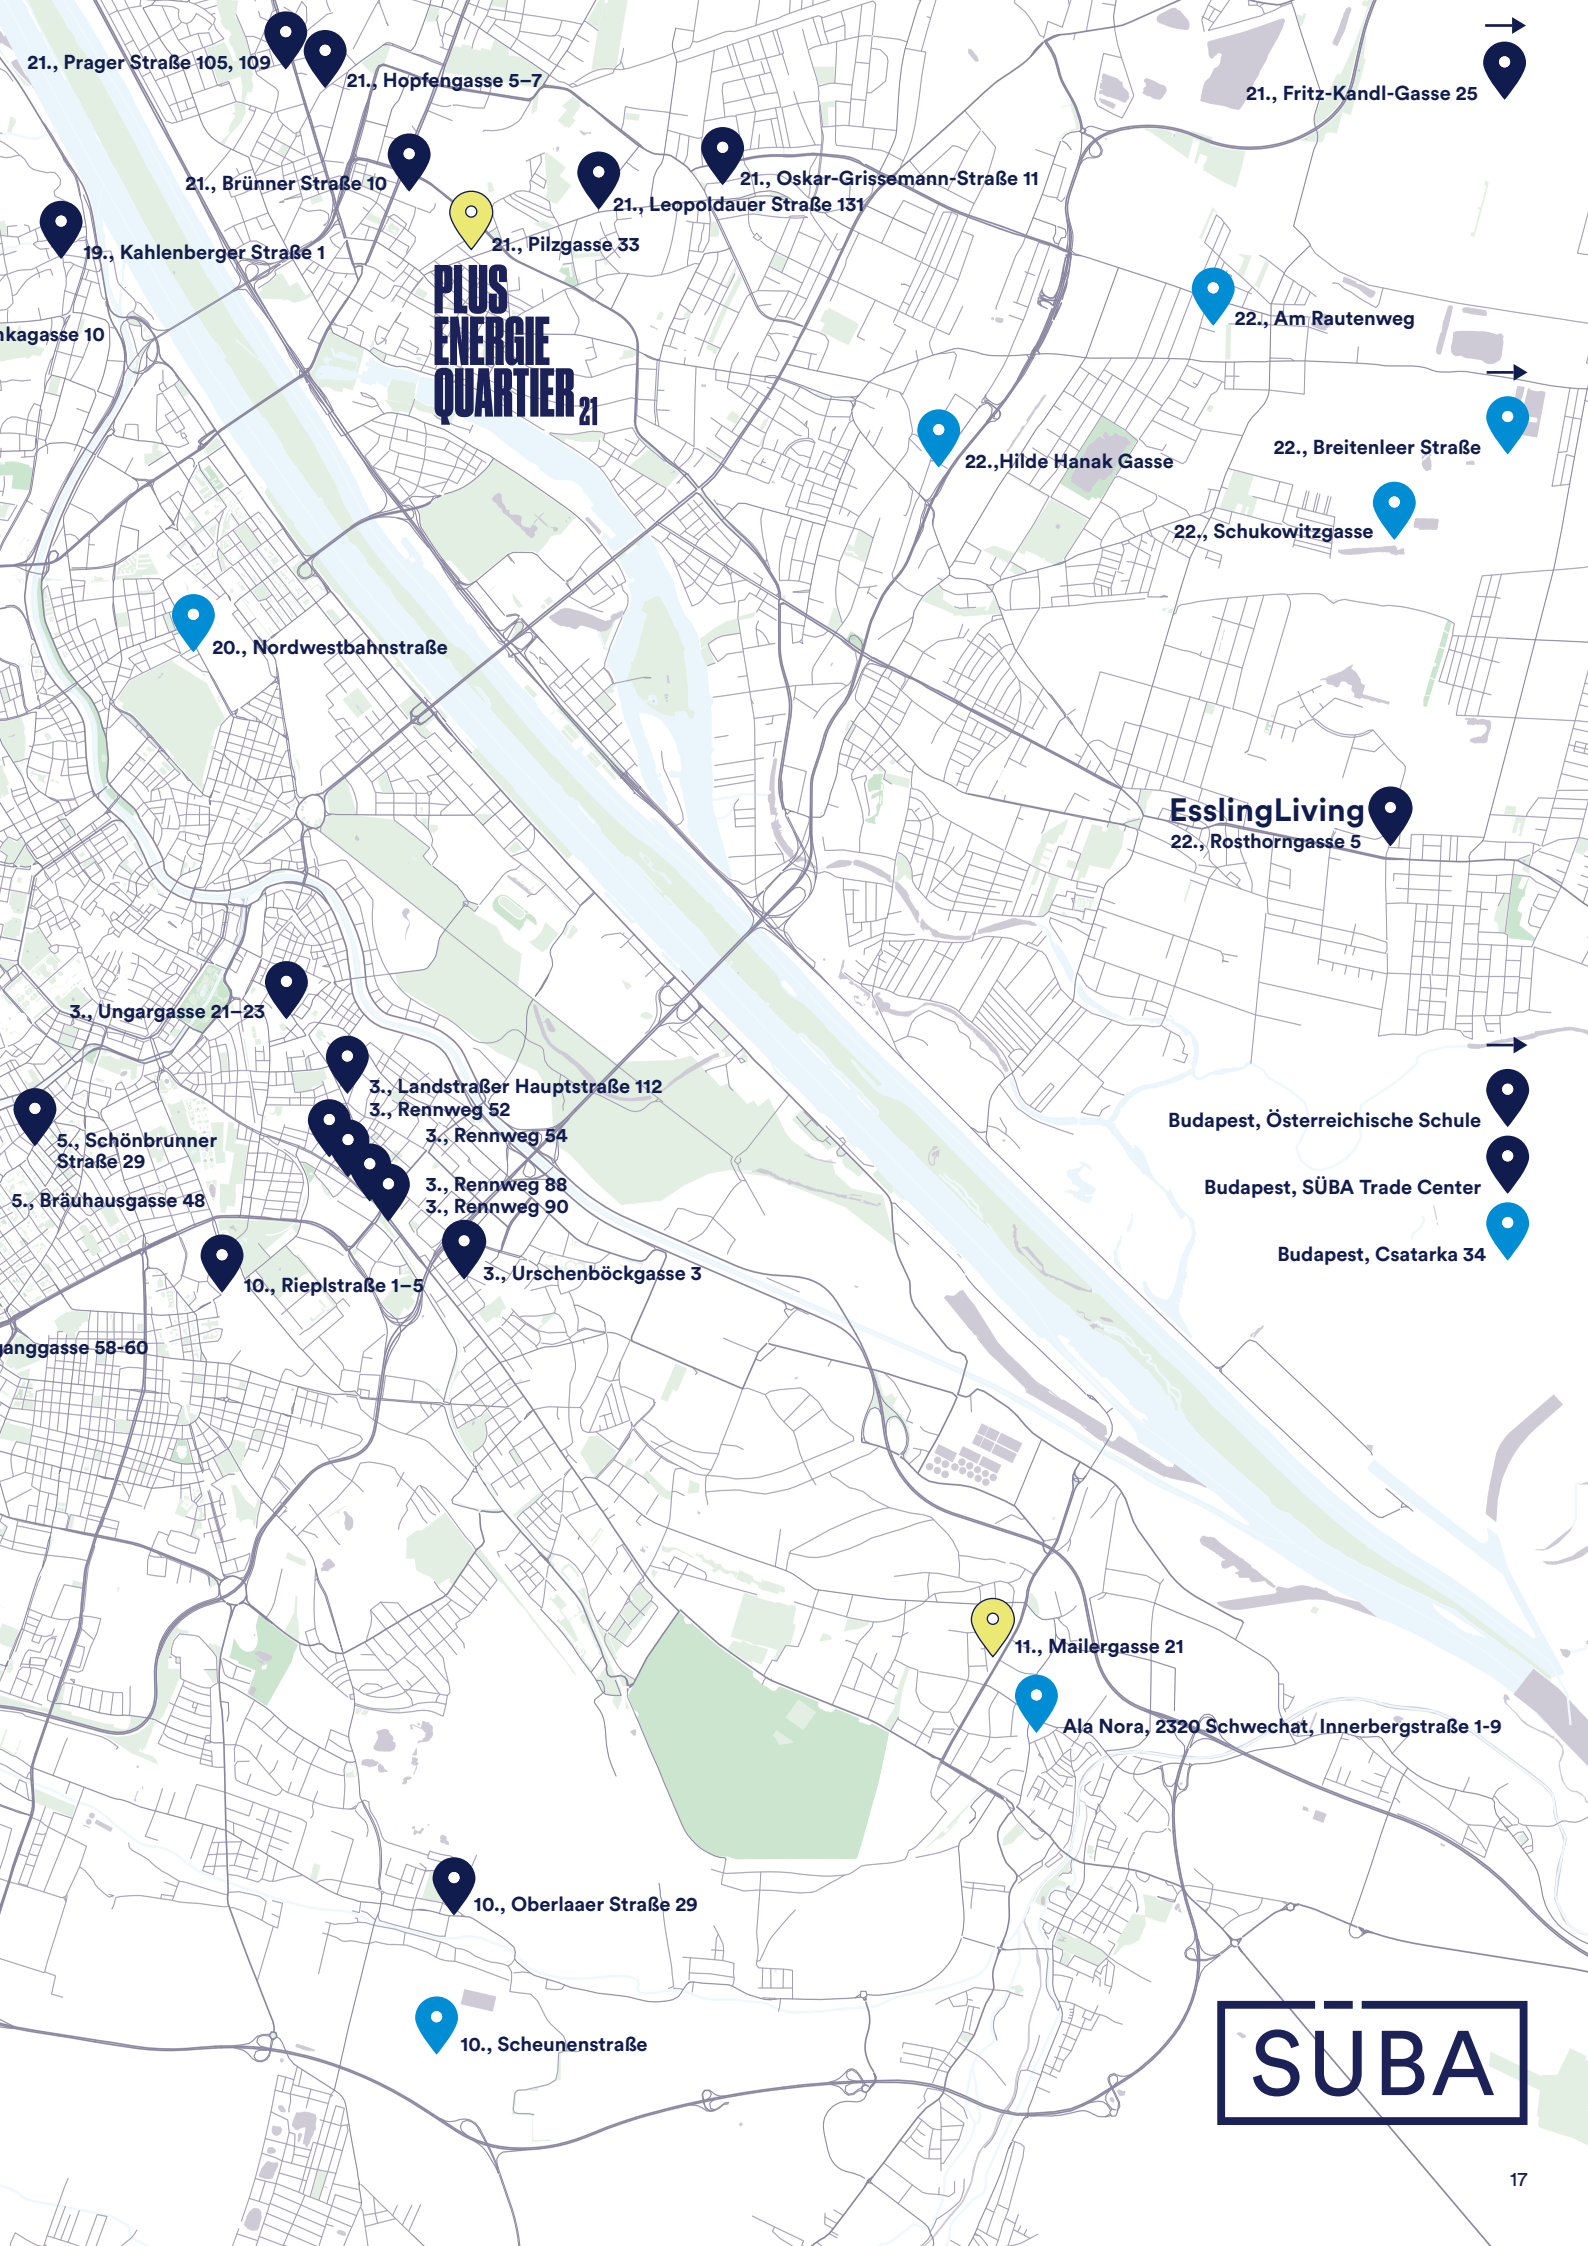 21., Prager Straße 105, 109
21., Hopfengasse 5–7
21., Fritz-Kandl-Gasse 25
21., Brünner Straße 10
21., Oskar-Grissemann-Straße 11
21., Leopoldauer Straße 131
21., Pilzgasse 33
19., Kahlenberger Straße 1
PLUS
ENERGIE
QUARTIER 21
22., Am Rautenweg
kagasse 10
22., Breitenleer Straße
22.,Hilde Hanak Gasse
22., Schukowitzgasse
20., Nordwestbahnstraße
EsslingLiving
22., Rosthorngasse 5
3., Ungargasse 21–23
3., Landstraßer Hauptstraße 112
3., Rennweg 52
3., Rennweg 54
Budapest, Österreichische Schule
5., Schönbrunner
Straße 29
3., Rennweg 88
Budapest, SÜBA Trade Center
5., Bräuhausgasse 48
3., Rennweg 90
Budapest, Csatarka 34
3., Urschenböckgasse 3
10., Rieplstraße 1–5
anggasse 58-60
11., Mailergasse 21
Ala Nora, 2320 Schwechat, Innerbergstraße 1-9
10., Oberlaaer Straße 29
10., Scheunenstraße
SÜBA
17